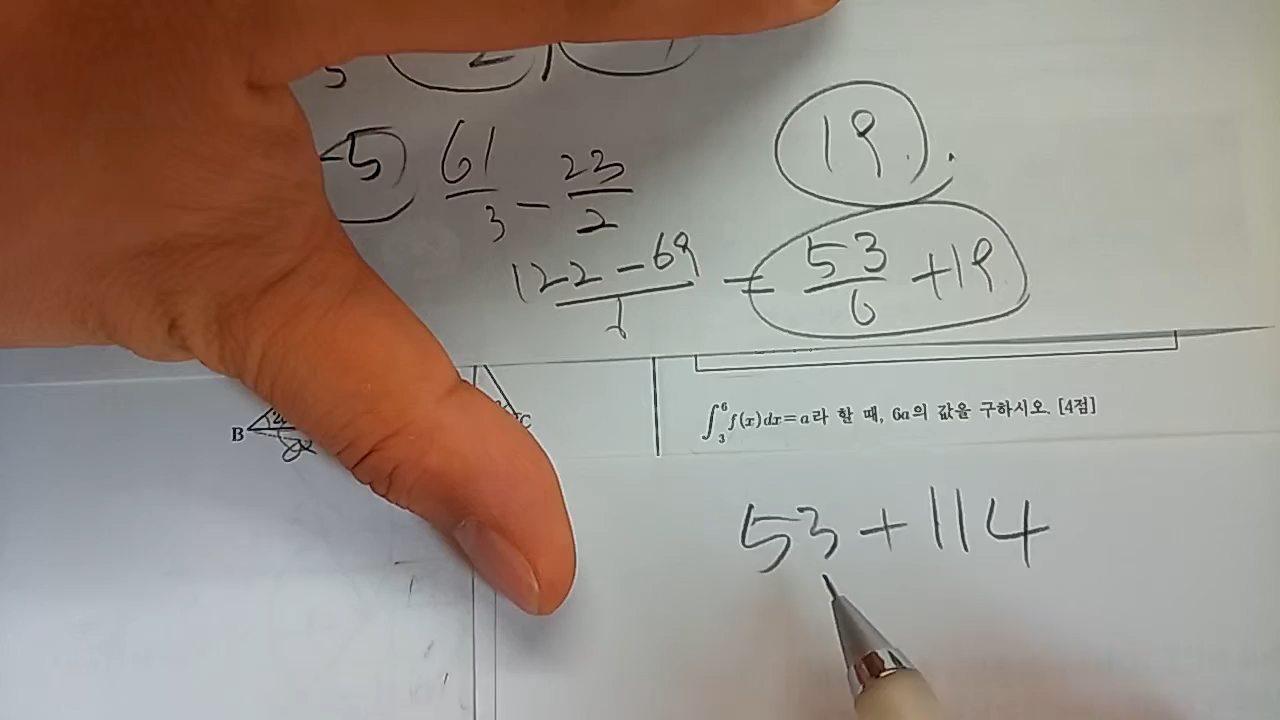 19.
-5 61/3 - 23/2
122-69/6 = 53/6 +19
B
C
∫₃⁶ f(x)dx=a라 할 때, 6a의 값을 구하시오. [4점]
53+114